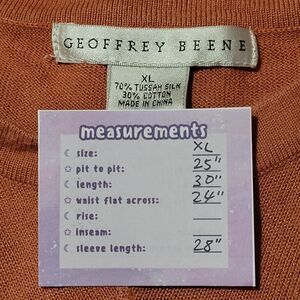 GEOFFREY BEENE
XL
70% TUSSAH SILK
30% COTTON
MADE IN CHINA
measurements
size: XL
pit to pit: 25"
length: 30"
waist flat across: 24"
rise:
inseam:
sleeve length: 28"